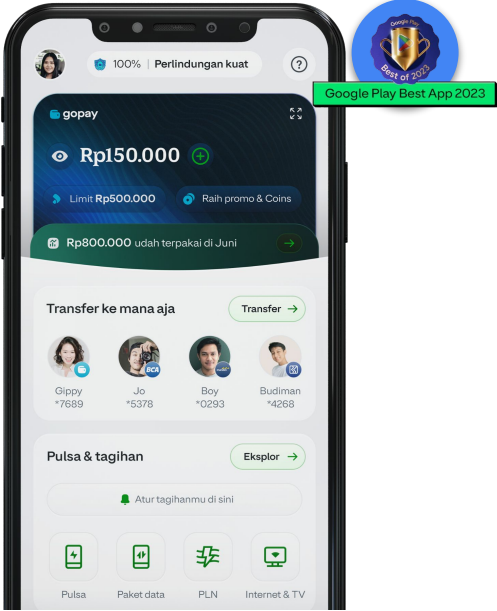 100% | Perlindungan kuat
?
Google Play
Best of 2023
Google Play Best App 2023
gopay
Rp150.000
Limit Rp500.000
Raih promo & Coins
Rp800.000 udah terpakai di Juni
Transfer ke mana aja
Transfer
BCA
Gippy
Jo
Boy
Budiman
*7689
*5378
*0293
*4268
Pulsa & tagihan
Eksplor
Atur tagihanmu di sini
Pulsa
Paket data
PLN
Internet & TV